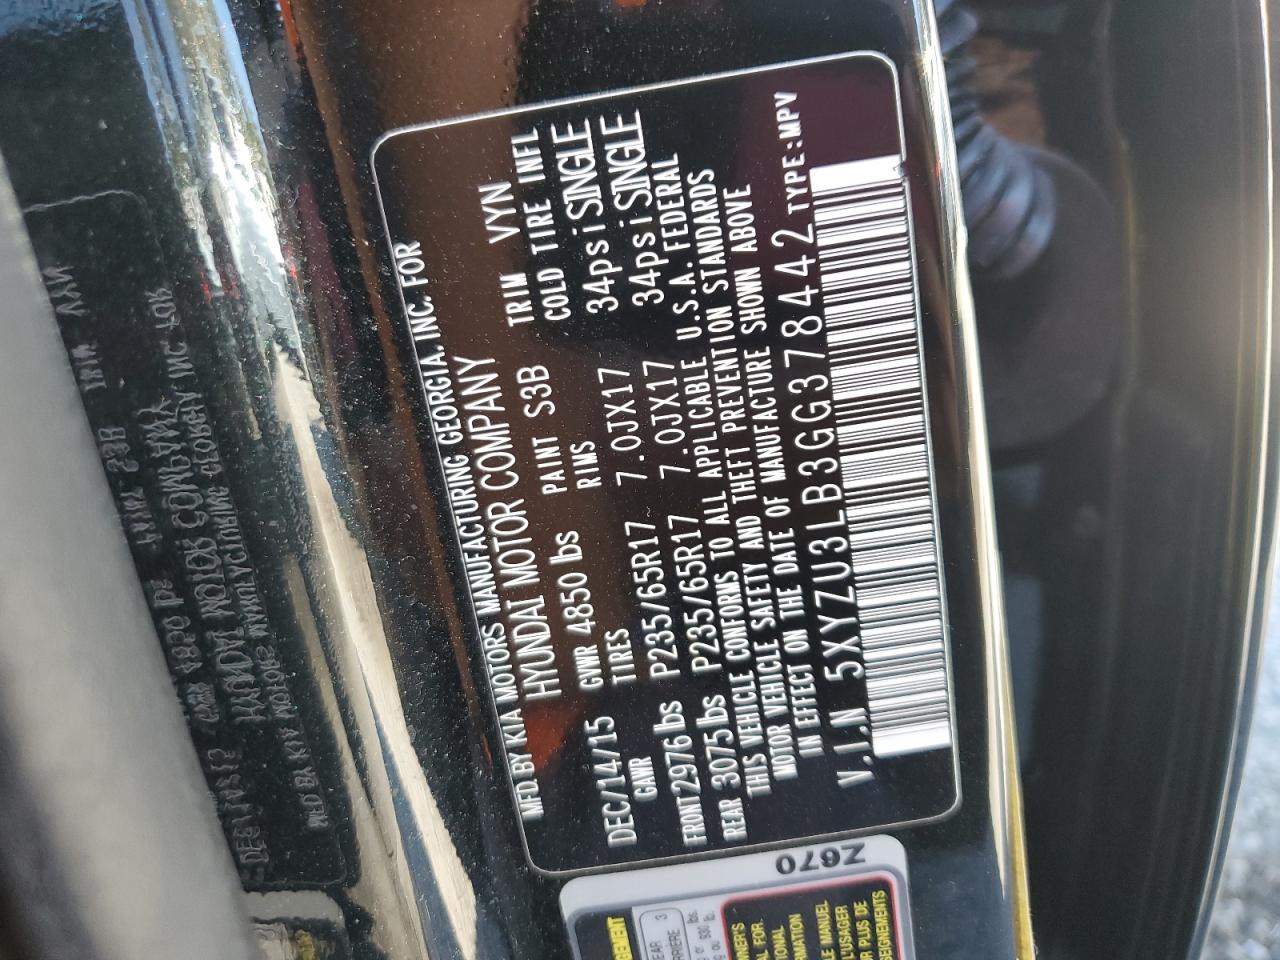 MFD. BY KIA MOTORS MANUFACTURING GEORGIA, INC. FOR
HYUNDAI MOTOR COMPANY
DEC/14/15 GVWR 4850 lbs PAINT S3B TRIM VYN
GAWR TIRES RIMS COLD TIRE INFL
FRONT 2976 lbs P235/65R17 7.0JX17 34psi SINGLE
REAR 3075 lbs P235/65R17 7.0JX17 34psi SINGLE
THIS VEHICLE CONFORMS TO ALL APPLICABLE U.S.A. FEDERAL
MOTOR VEHICLE SAFETY AND THEFT PREVENTION STANDARDS
IN EFFECT ON THE DATE OF MANUFACTURE SHOWN ABOVE
V.I.N 5XYZU3LB3GG378442 TYPE:MPV
Z670